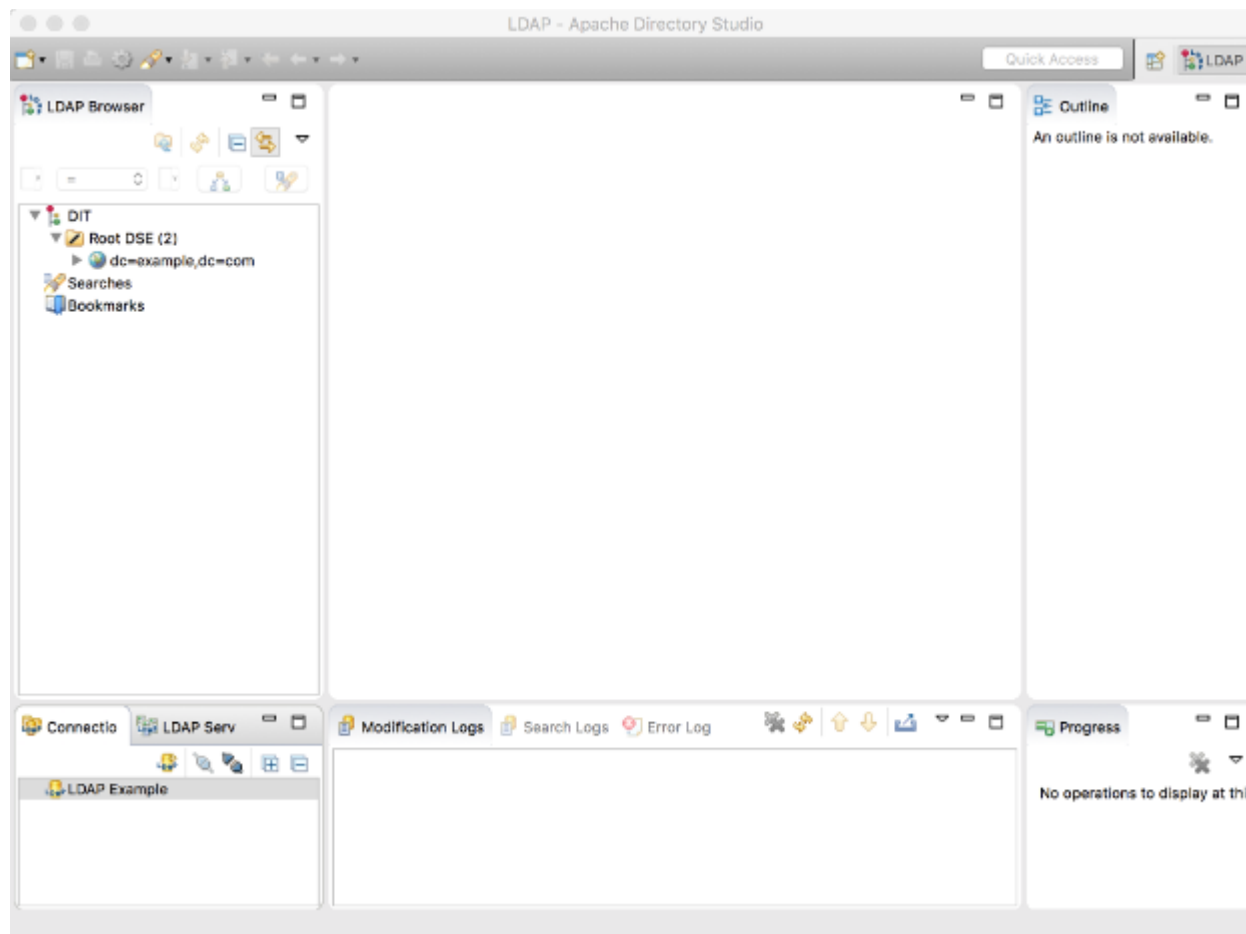 LDAP - Apache Directory Studio
Quick Access
LDAP
LDAP Browser
=
DIT
Root DSE (2)
dc=example,dc=com
Searches
Bookmarks
Outline
An outline is not available.
Connectio
LDAP Serv
LDAP Example
Modification Logs
Search Logs
Error Log
Progress
No operations to display at thi